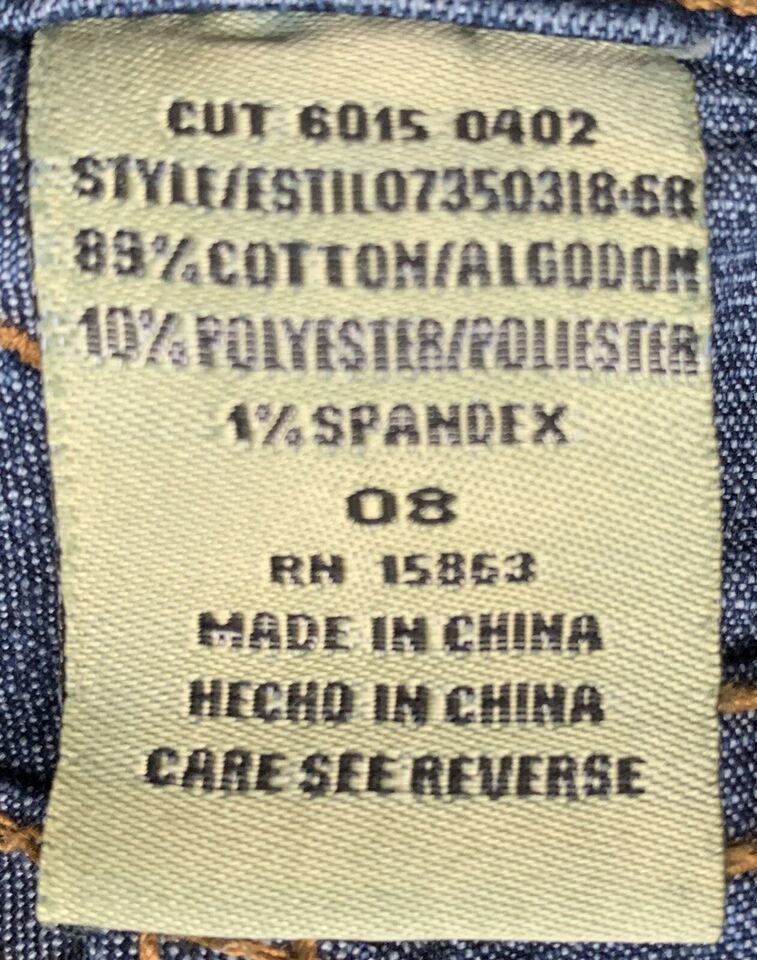 CUT 6015 0402
STYLE/ESTILO7350318-68
89%COTTON/ALGODON
10%POLYESTER/POLIESTER
1%SPANDEX
08
RN 15863
MADE IN CHINA
HECHO IN CHINA
CARE SEE REVERSE